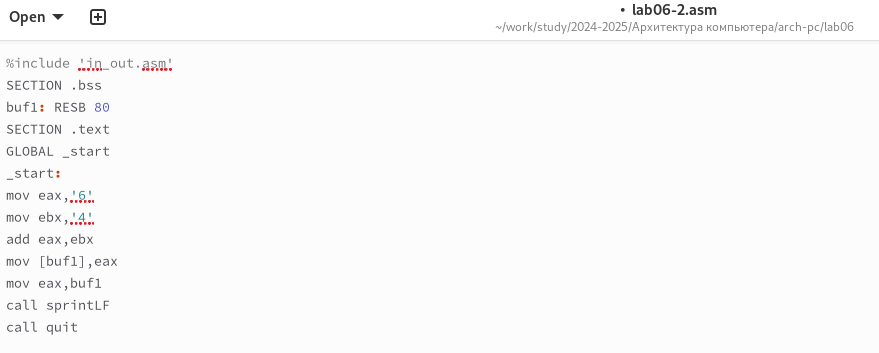 Open
• lab06-2.asm
~/work/study/2024-2025/Архитектура компьютера/arch-pc/lab06
%include 'in_out.asm'
SECTION .bss
buf1: RESB 80
SECTION .text
GLOBAL _start
_start:
mov eax,'6'
mov ebx,'4'
add eax,ebx
mov [buf1],eax
mov eax,buf1
call sprintLF
call quit